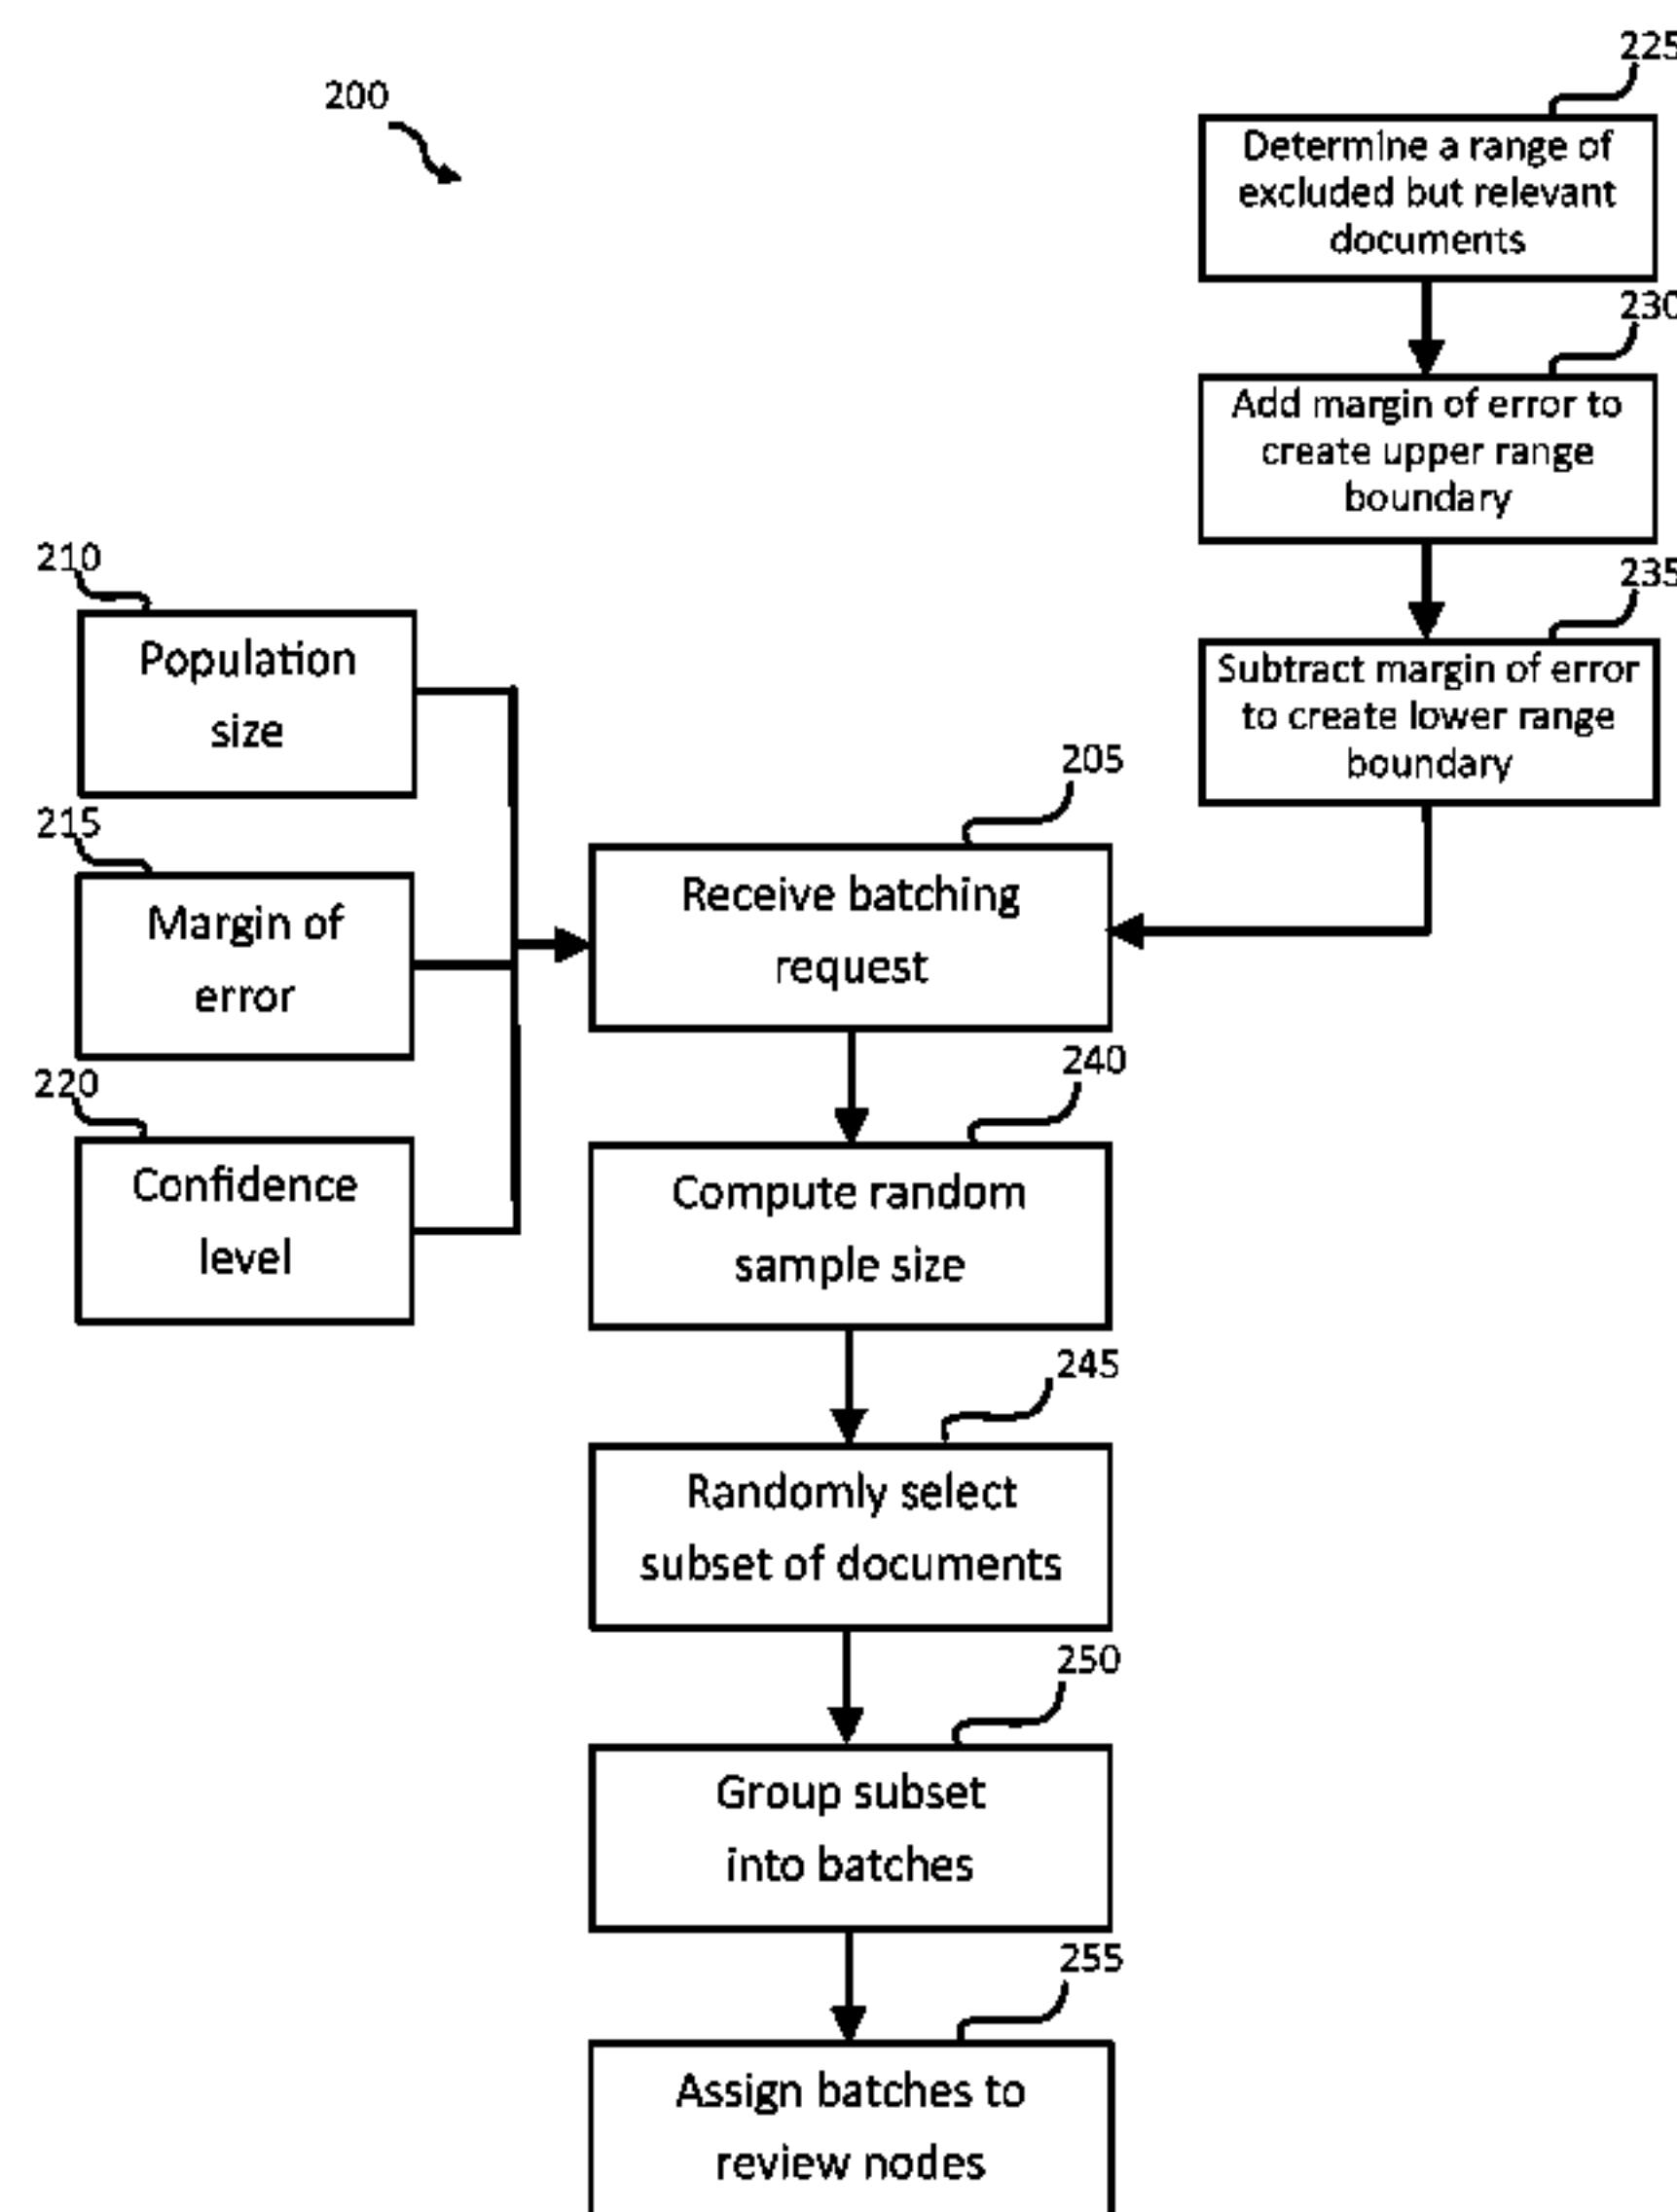 200
225
Determine a range of
excluded but relevant
documents
230
Add margin of error to
create upper range
boundary
235
Subtract margin of error
to create lower range
boundary
210
Population
size
215
Margin of
error
220
Confidence
level
205
Receive batching
request
240
Compute random
sample size
245
Randomly select
subset of documents
250
Group subset
into batches
255
Assign batches to
review nodes